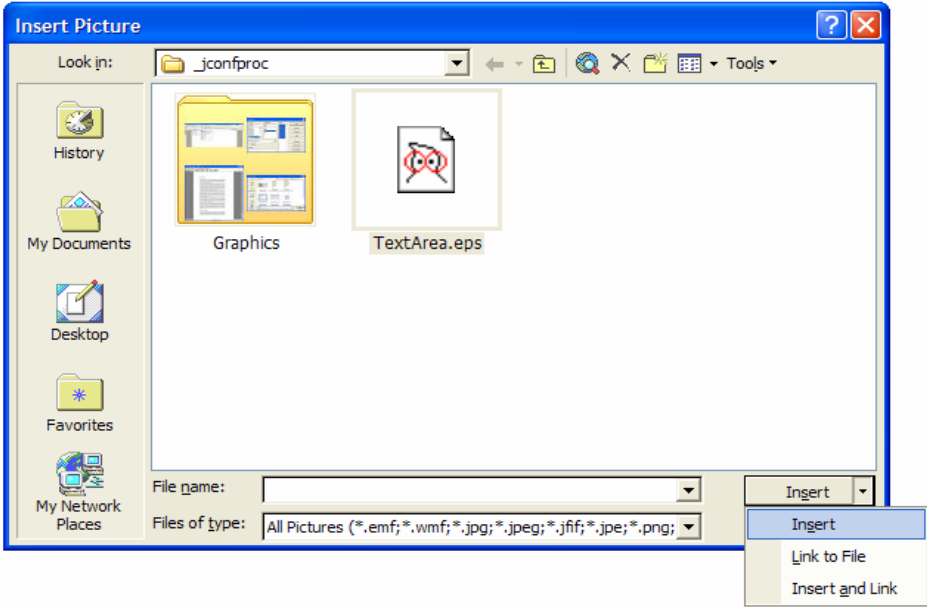 Insert Picture
Look in:
_jconfproc
Tools
History
My Documents
Desktop
Favorites
My Network
Places
Graphics
TextArea.eps
File name:
Files of type:
All Pictures (*.emf;*.wmf;*.jpg;*.jpeg;*.jfif;*.jpe;*.png;
Insert
Insert
Link to File
Insert and Link